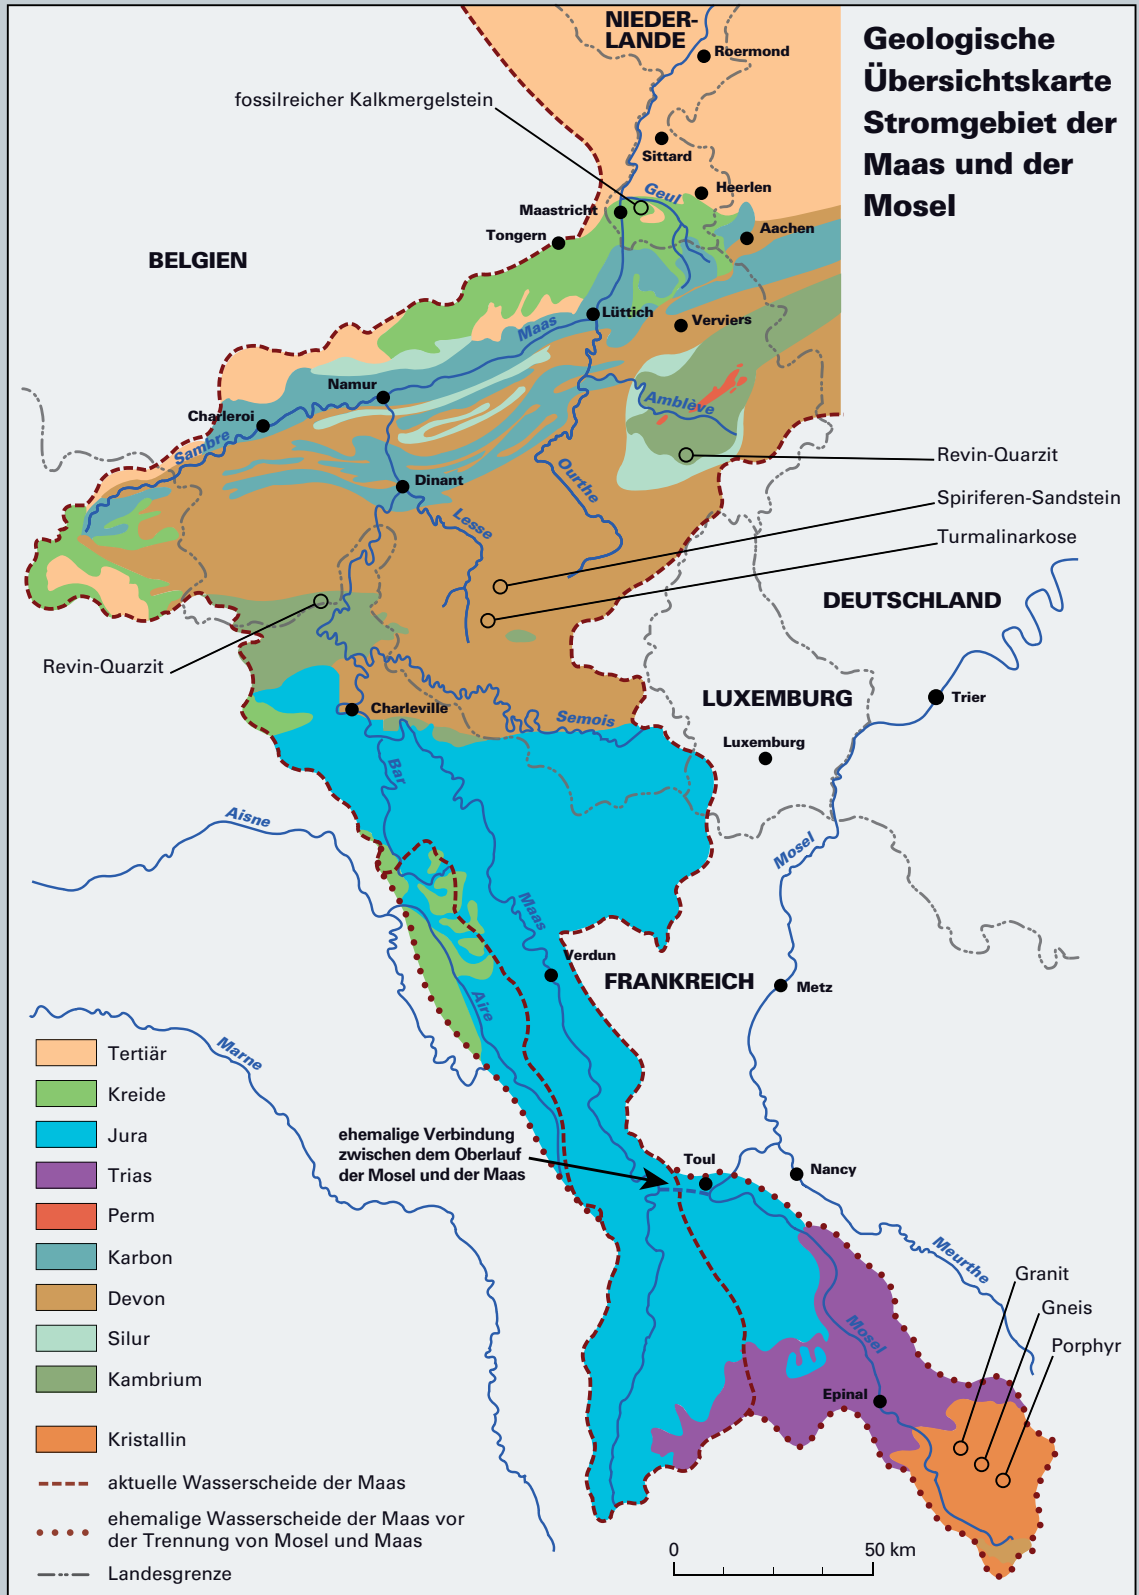 Geologische
Übersichtskarte
Stromgebiet der
Maas und der
Mosel
NIEDER-
LANDE
Roermond
fossilreicher Kalkmergelstein
Sittard
Geul
Heerlen
Maastricht
Tongern
Aachen
BELGIEN
Lüttich
Verviers
Maas
Namur
Amblève
Charleroi
Sambre
Revin-Quarzit
Dinant
Ourthe
Spiriferen-Sandstein
Lesse
Turmalinarkose
DEUTSCHLAND
Revin-Quarzit
LUXEMBURG
Trier
Charleville
Semois
Luxemburg
Bar
Aisne
Mosel
Maas
Verdun
FRANKREICH
Metz
Aire
Marne
Tertiär
Kreide
Jura
Trias
Perm
Karbon
Devon
Silur
Kambrium
Kristallin
aktuelle Wasserscheide der Maas
ehemalige Wasserscheide der Maas vor
der Trennung von Mosel und Maas
Landesgrenze
ehemalige Verbindung
zwischen dem Oberlauf
der Mosel und der Maas
Toul
Nancy
Meurthe
Granit
Gneis
Porphyr
Mosel
Epinal
0 50 km